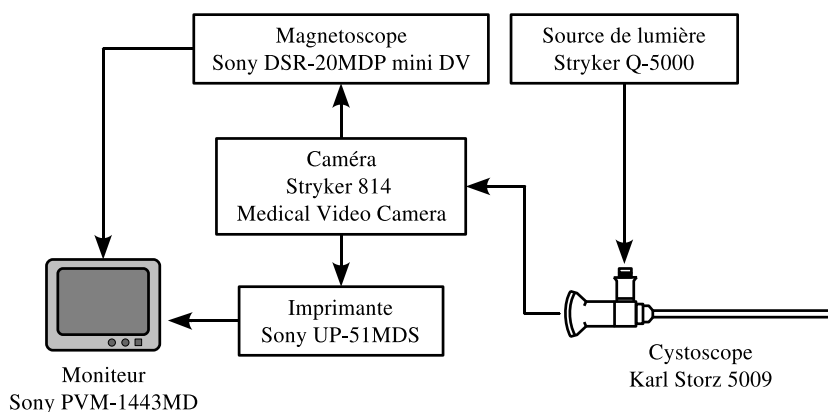 Magnetoscope
Sony DSR-20MDP mini DV
Source de lumière
Stryker Q-5000
Caméra
Stryker 814
Medical Video Camera
Imprimante
Sony UP-51MDS
Moniteur
Sony PVM-1443MD
Cystoscope
Karl Storz 5009